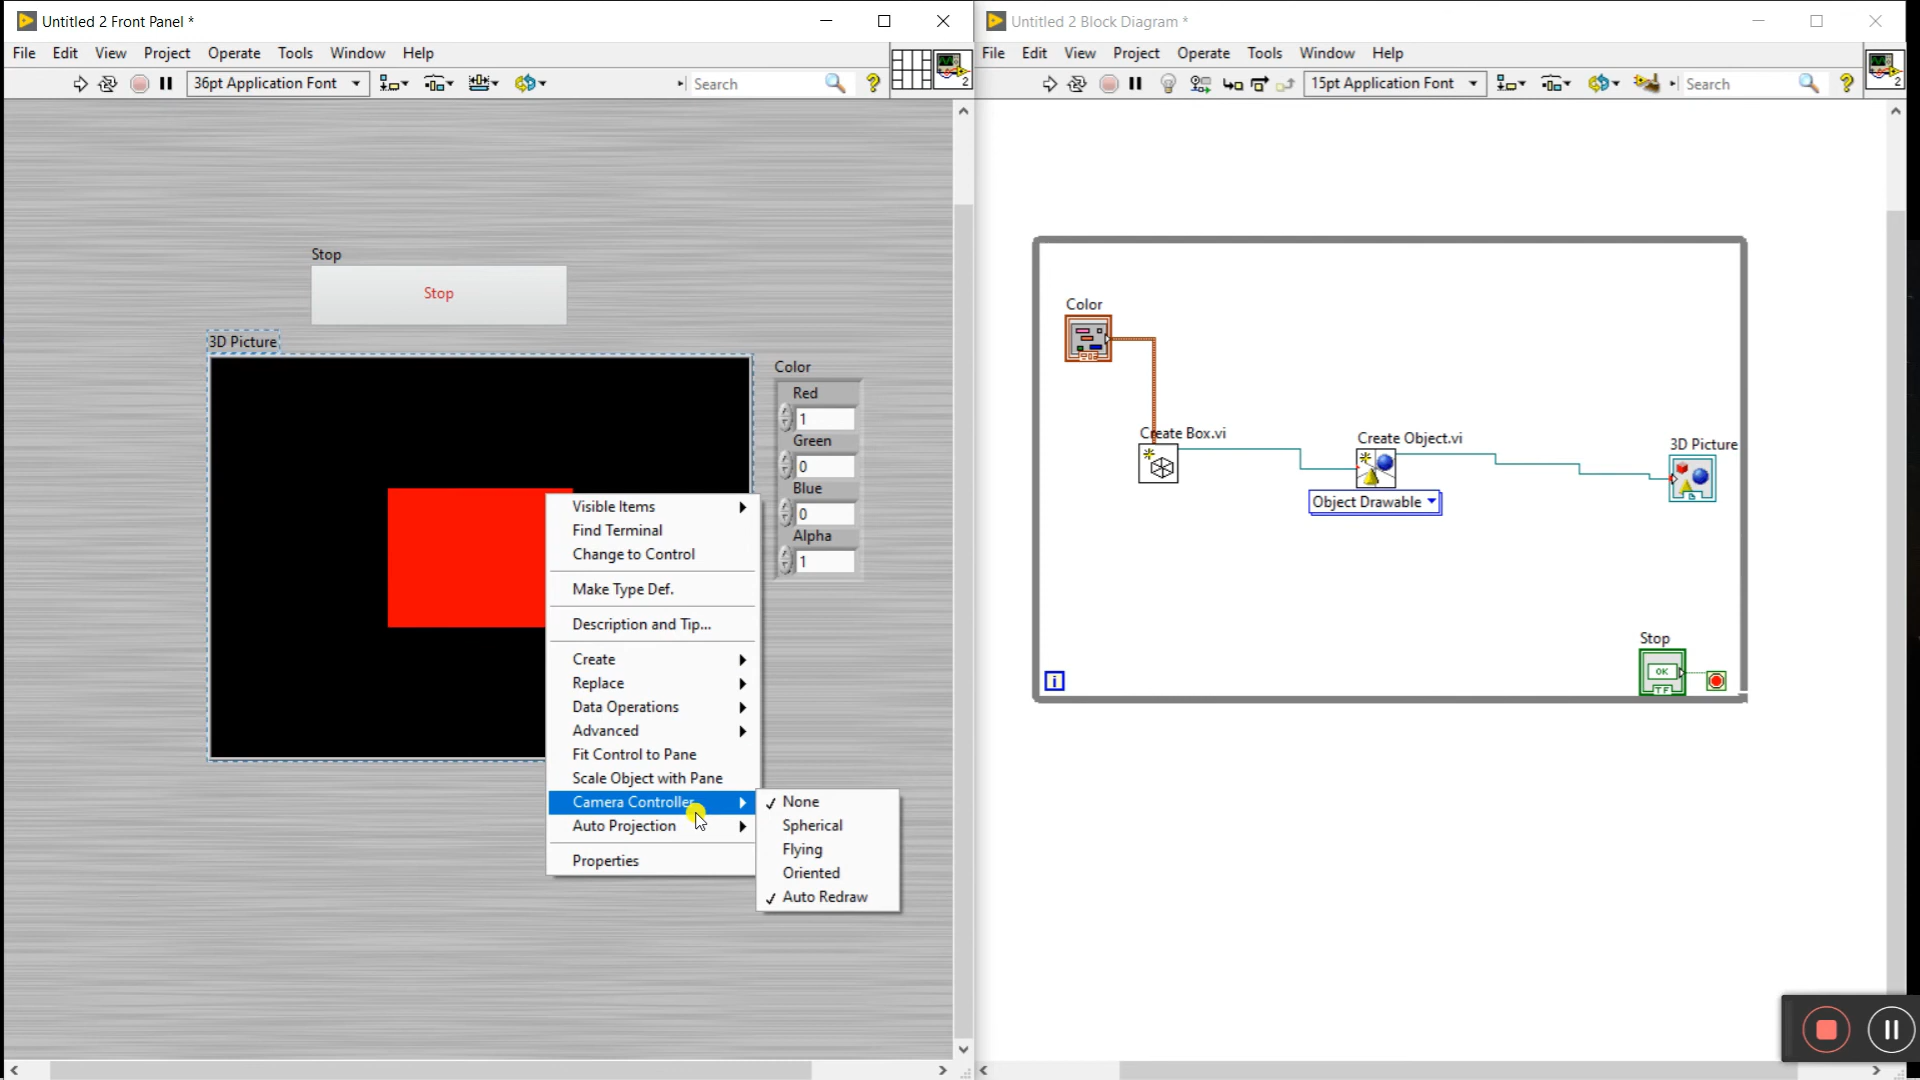 Untitled 2 Front Panel *
File Edit View Project Operate Tools Window Help
36pt Application Font
Search
2
Stop
Stop
3D Picture
Color
Red
1
Green
0
Blue
0
Alpha
1
Visible Items
Find Terminal
Change to Control
Make Type Def.
Description and Tip...
Create
Replace
Data Operations
Advanced
Fit Control to Pane
Scale Object with Pane
Camera Controller
Auto Projection
Properties
None
Spherical
Flying
Oriented
Auto Redraw
Untitled 2 Block Diagram *
File Edit View Project Operate Tools Window Help
15pt Application Font
Search
2
Color
Create Box.vi
Create Object.vi
Object Drawable
3D Picture
Stop
OK
TF
i